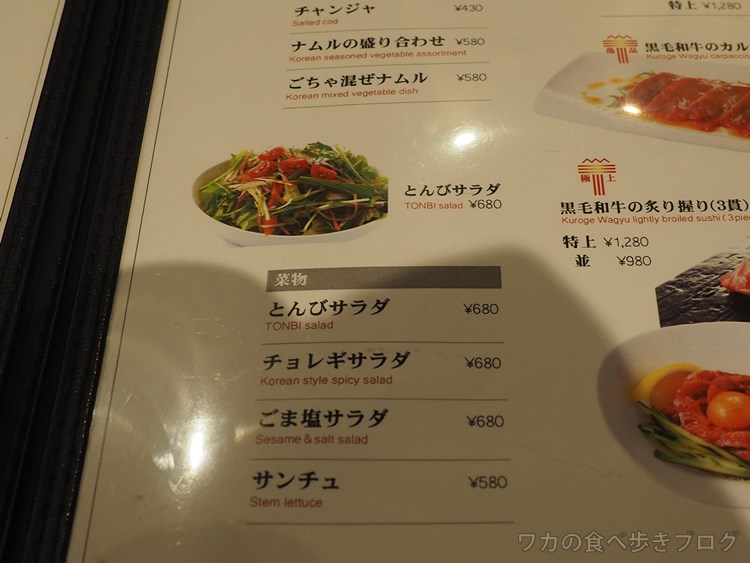 チャンジャ ¥430
Salted cod
ナムルの盛り合わせ ¥580
Korean seasoned vegetable assortment
ごちゃ混ぜナムル ¥580
Korean mixed vegetable dish
とんびサラダ
TONBI salad ¥680
菜物
とんびサラダ ¥680
TONBI salad
チョレギサラダ ¥680
Korean style spicy salad
ごま塩サラダ ¥680
Sesame & salt salad
サンチュ ¥580
Stem lettuce
特上 ¥1,280
逸品
黒毛和牛のカル
Kuroge Wagyu carpaccio
極上
黒毛和牛の炙り握り(3貫)
Kuroge Wagyu lightly broiled sushi (3pie
特上 ¥1,280
並 ¥980
ワカの食べ歩きブログ